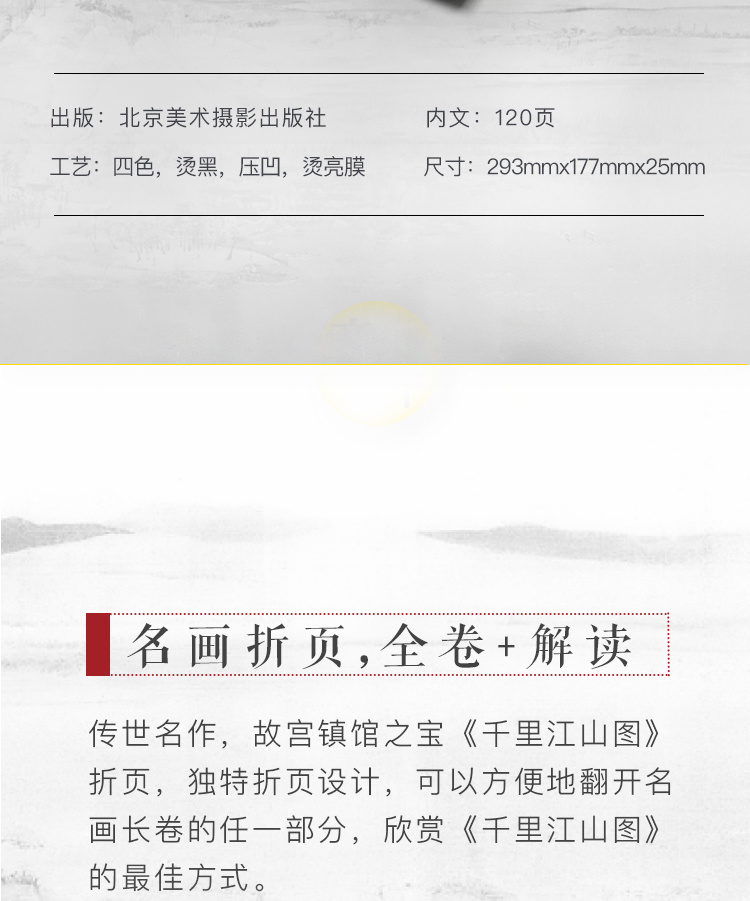 出版：北京美术摄影出版社 内文：120页
工艺：四色，烫黑，压凹，烫亮膜 尺寸：293mmx177mmx25mm
名画折页,全卷+解读
传世名作，故宫镇馆之宝《千里江山图》
折页，独特折页设计，可以方便地翻开名
画长卷的任一部分，欣赏《千里江山图》
的最佳方式。